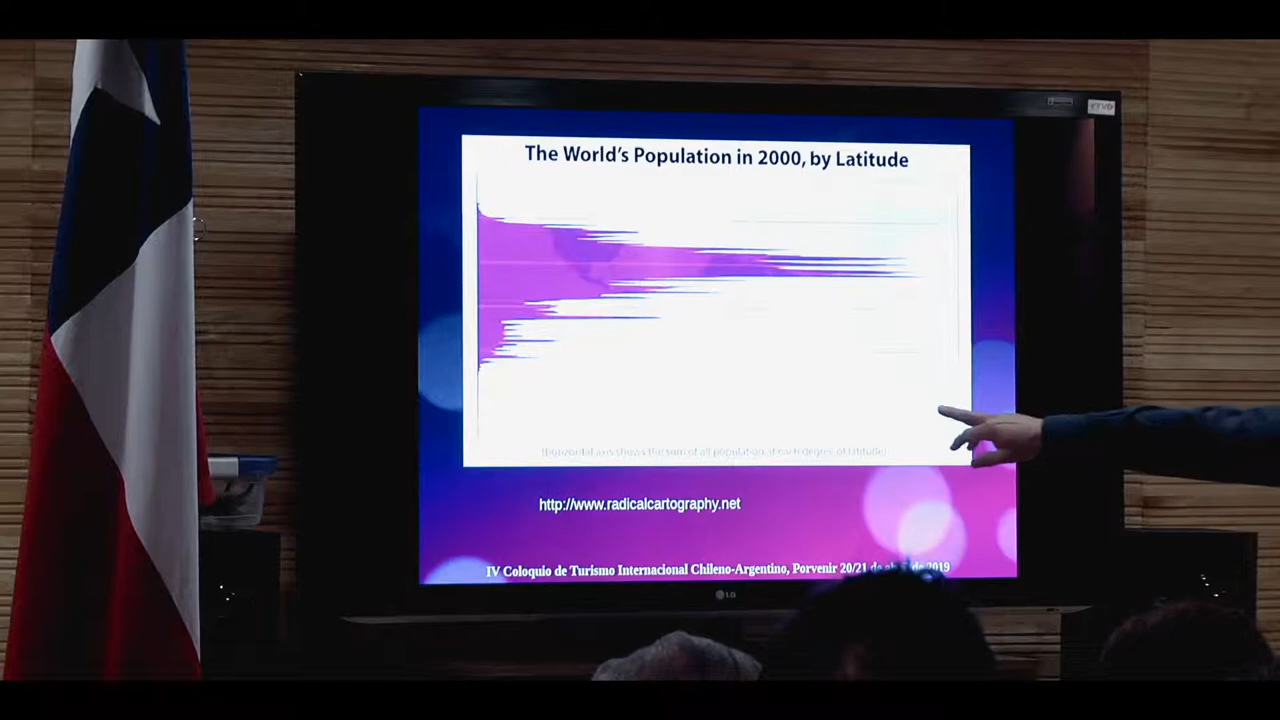 The World's Population in 2000, by Latitude
(horizontal axis shows the sum of all population at each degree of latitude)
http://www.radicalcartography.net
IV Coloquio de Turismo Internacional Chileno-Argentino, Porvenir 20/21 de abril de 2019
LG